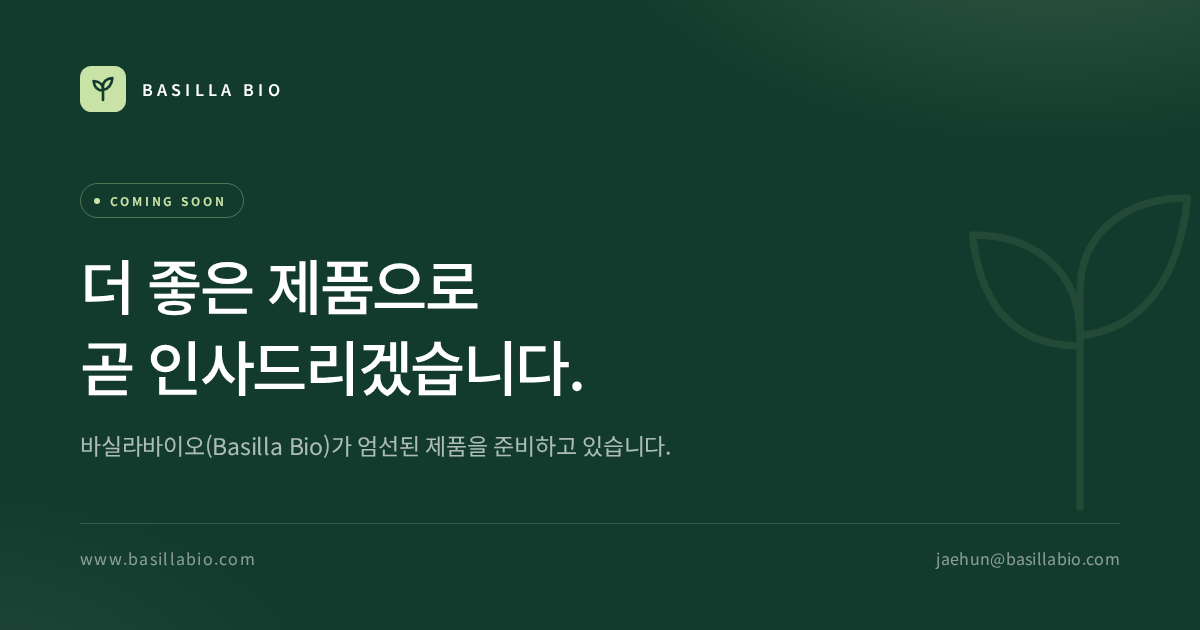 BASILLA BIO
COMING SOON
더 좋은 제품으로
곧 인사드리겠습니다.
바실라바이오(Basilla Bio)가 엄선된 제품을 준비하고 있습니다.
www.basillabio.com
jaehun@basillabio.com